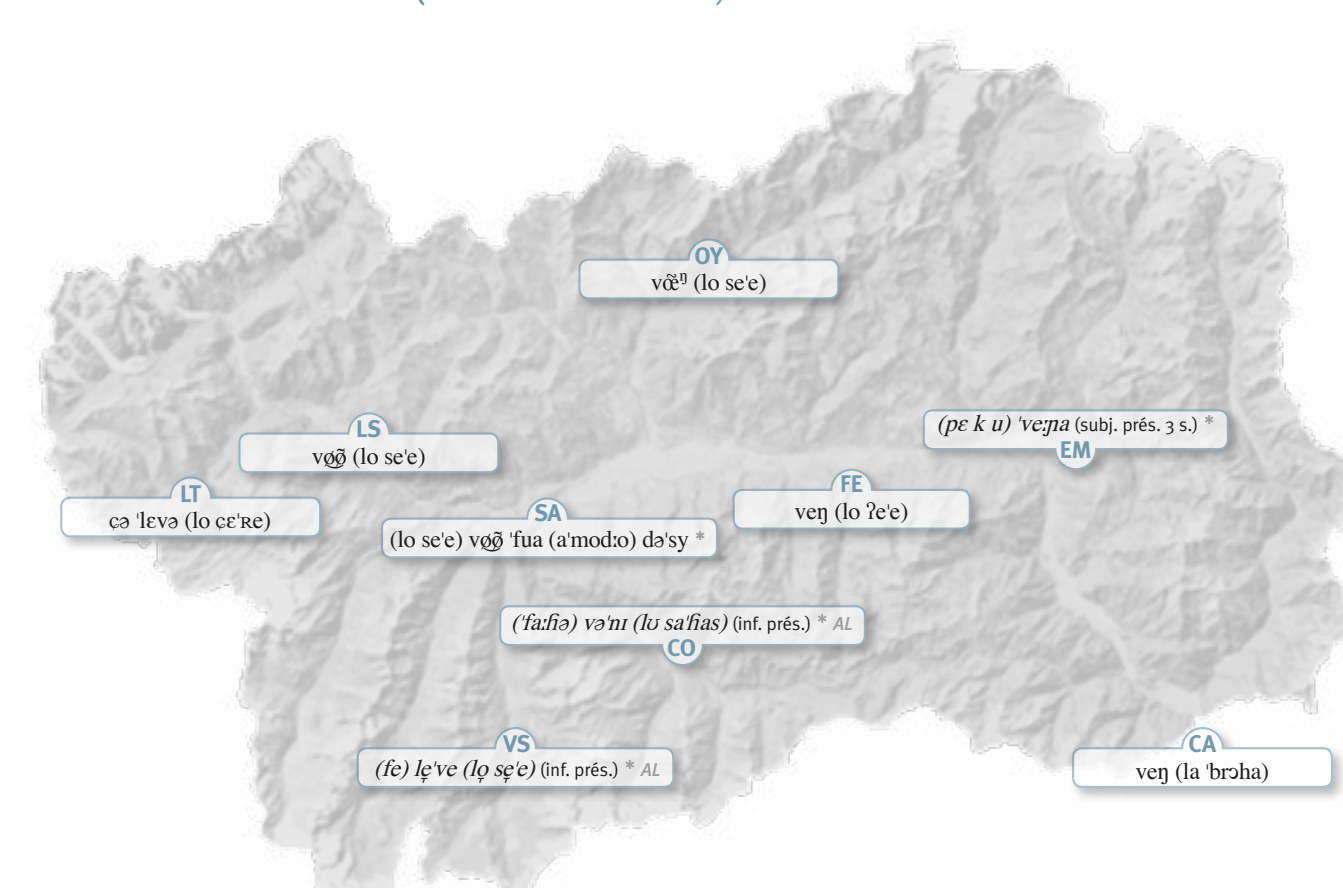 OY
vœ̃ᵑ (lo se'e)
(pɛ k u) 'veːɲa (subj. prés. 3 s.) *
EM
LS
vø͜ø̃ (lo se'e)
LT
çə 'lɛvə (lo çɛ'ʀe)
FE
veŋ (lo ʔe'e)
SA
(lo se'e) vø͜ø̃ 'fua (a'modːo) də'sy *
('faːɦə) və'nɪ (lʊ sa'ɦas) (inf. prés.) * AL
CO
VS
(fe) lẹ've (lọ sẹ'e) (inf. prés.) * AL
CA
veŋ (la 'brɔha)